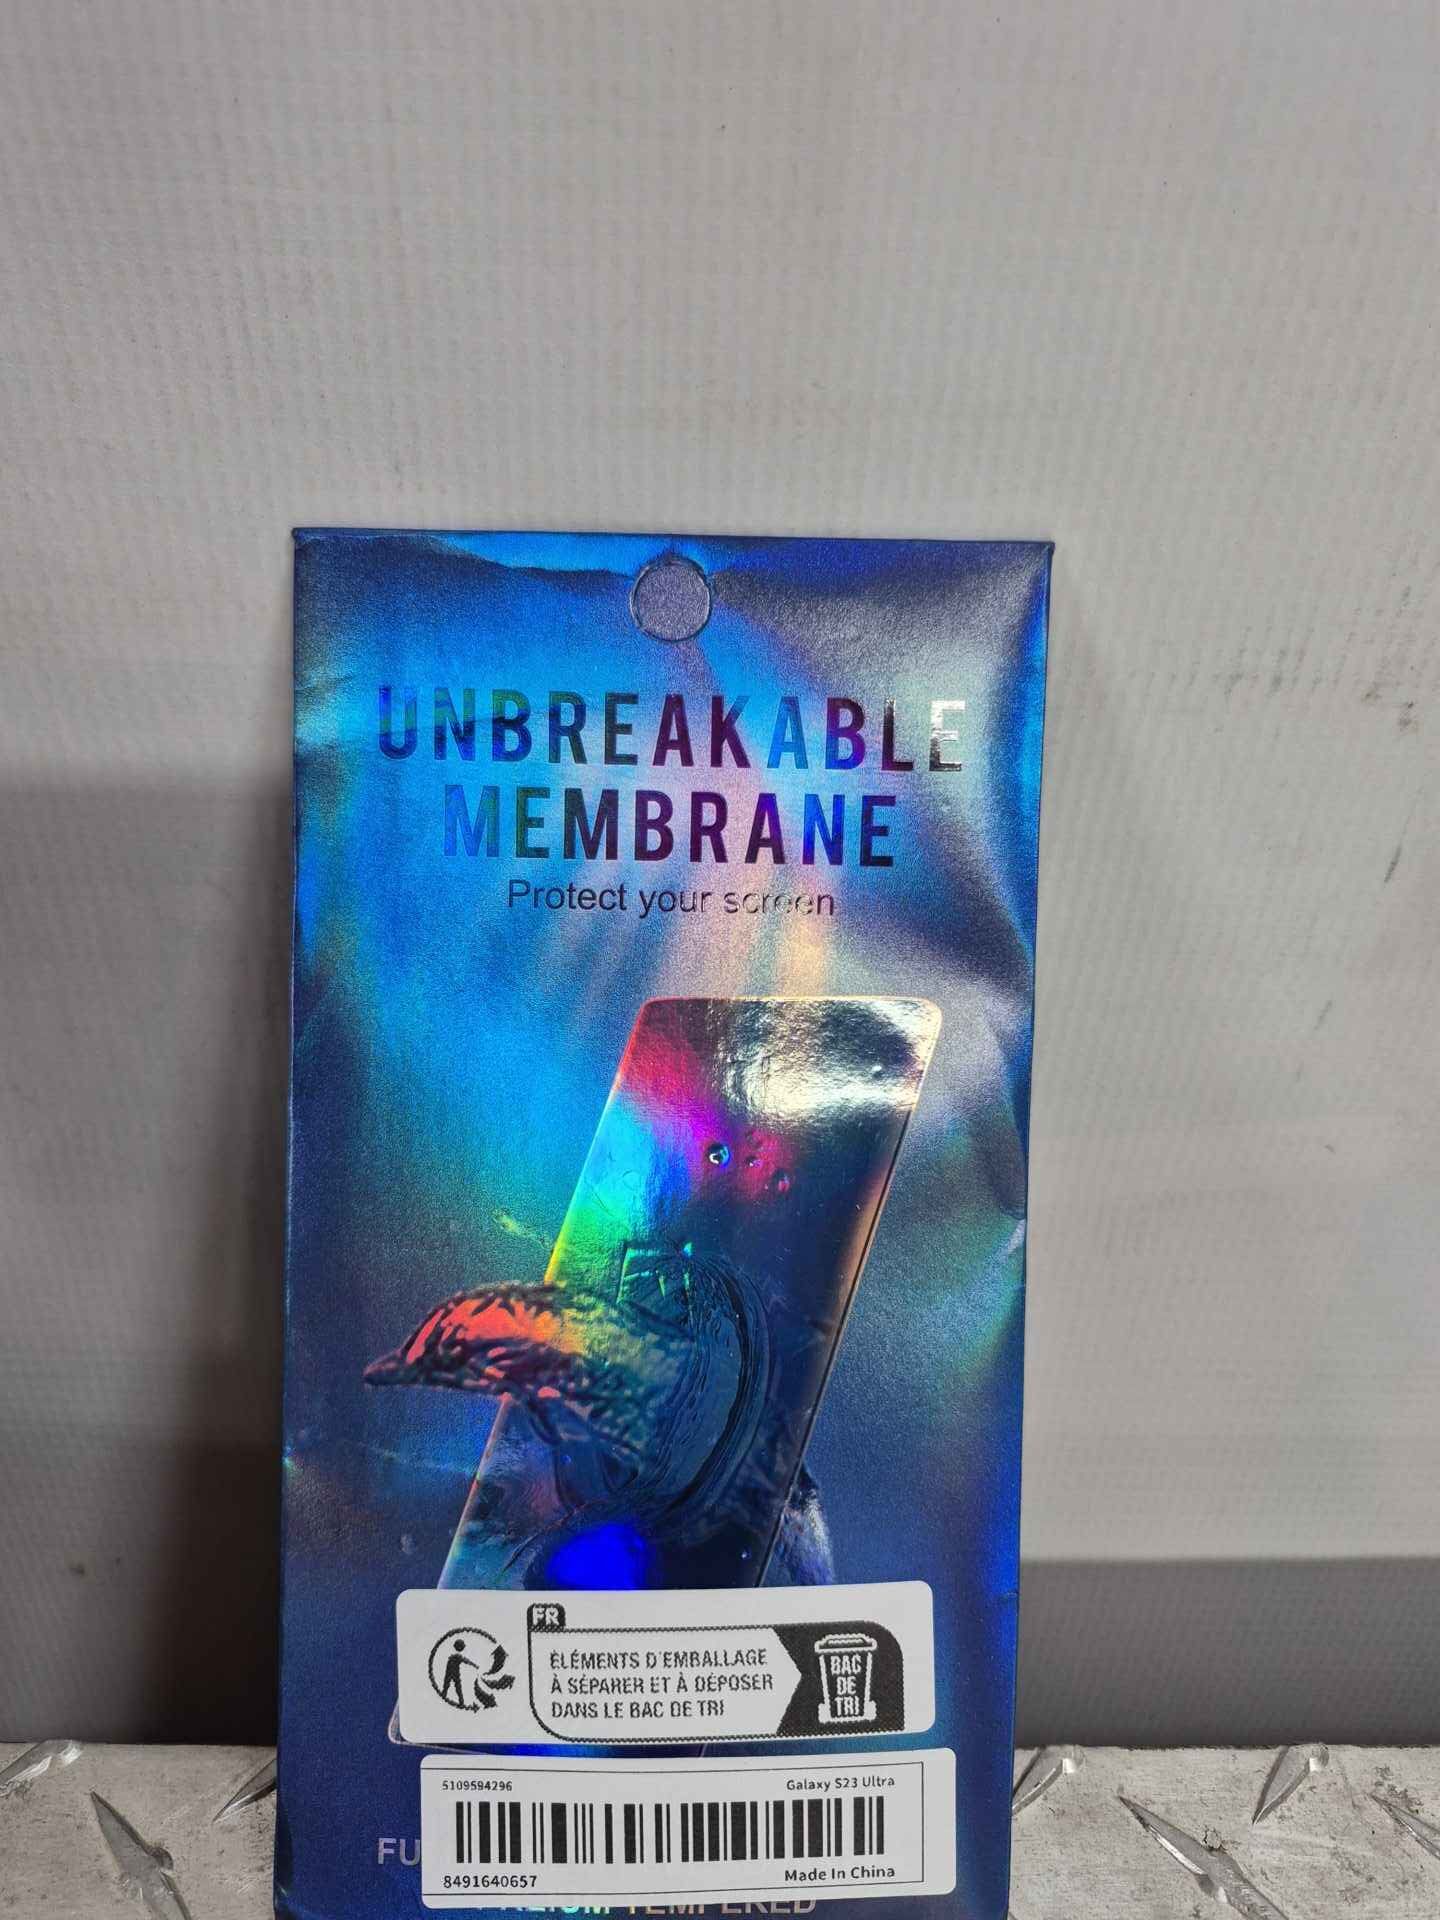 UNBREAKABLE
MEMBRANE
Protect your screen
FR
ÉLÉMENTS D'EMBALLAGE
À SÉPARER ET À DÉPOSER
DANS LE BAC DE TRI
BAC
DE
TRI
5109594296 Galaxy S23 Ultra
8491640657 Made In China
TEMPERED